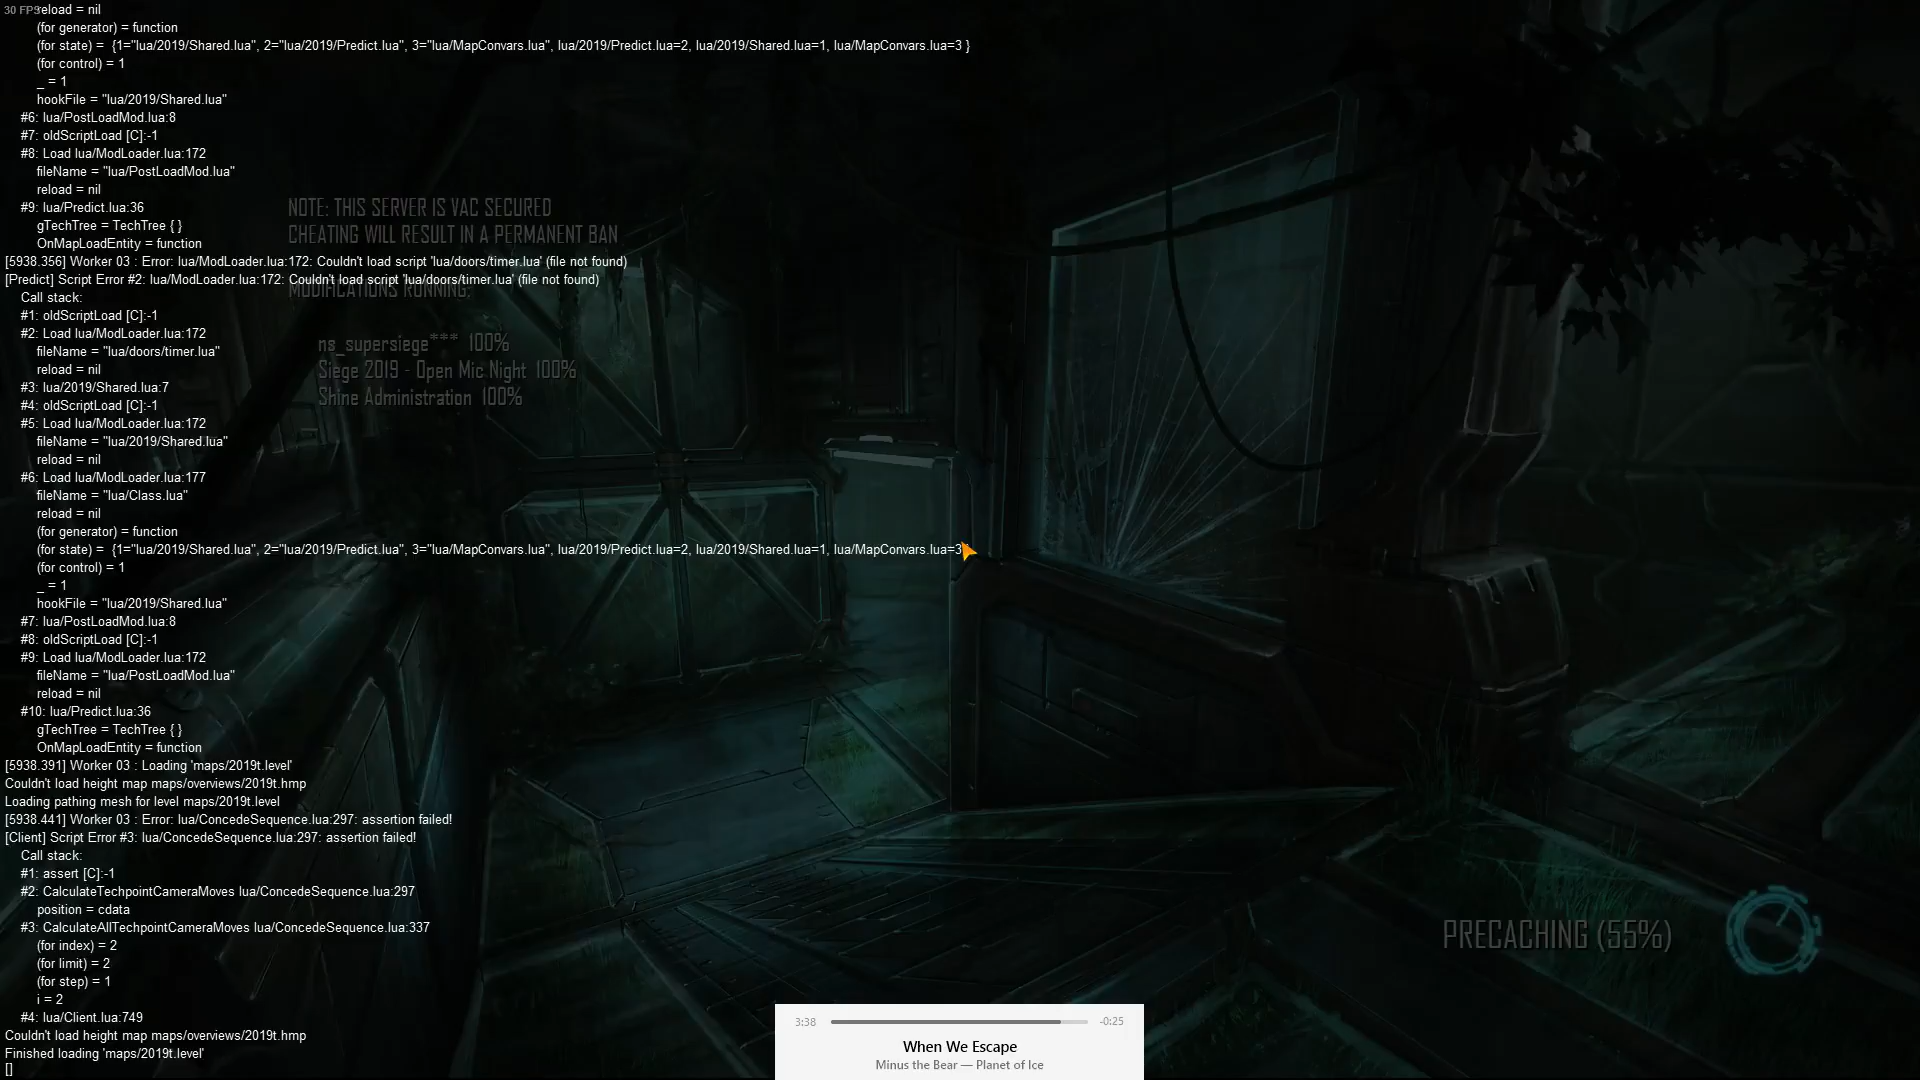 30 FPS
reload = nil
(for generator) = function
(for state) =  {1="lua/2019/Shared.lua", 2="lua/2019/Predict.lua", 3="lua/MapConvars.lua", lua/2019/Predict.lua=2, lua/2019/Shared.lua=1, lua/MapConvars.lua=3 }
(for control) = 1
_ = 1
hookFile = "lua/2019/Shared.lua"
#6: lua/PostLoadMod.lua:8
#7: oldScriptLoad [C]:-1
#8: Load lua/ModLoader.lua:172
fileName = "lua/PostLoadMod.lua"
reload = nil
#9: lua/Predict.lua:36
gTechTree = TechTree { }
OnMapLoadEntity = function
[5938.356] Worker 03 : Error: lua/ModLoader.lua:172: Couldn't load script 'lua/doors/timer.lua' (file not found)
[Predict] Script Error #2: lua/ModLoader.lua:172: Couldn't load script 'lua/doors/timer.lua' (file not found)
Call stack:
#1: oldScriptLoad [C]:-1
#2: Load lua/ModLoader.lua:172
fileName = "lua/doors/timer.lua"
reload = nil
#3: lua/2019/Shared.lua:7
#4: oldScriptLoad [C]:-1
#5: Load lua/ModLoader.lua:172
fileName = "lua/2019/Shared.lua"
reload = nil
#6: Load lua/ModLoader.lua:177
fileName = "lua/Class.lua"
reload = nil
(for generator) = function
(for state) =  {1="lua/2019/Shared.lua", 2="lua/2019/Predict.lua", 3="lua/MapConvars.lua", lua/2019/Predict.lua=2, lua/2019/Shared.lua=1, lua/MapConvars.lua=3
(for control) = 1
_ = 1
hookFile = "lua/2019/Shared.lua"
#7: lua/PostLoadMod.lua:8
#8: oldScriptLoad [C]:-1
#9: Load lua/ModLoader.lua:172
fileName = "lua/PostLoadMod.lua"
reload = nil
#10: lua/Predict.lua:36
gTechTree = TechTree { }
OnMapLoadEntity = function
[5938.391] Worker 03 : Loading 'maps/2019t.level'
Couldn't load height map maps/overviews/2019t.hmp
Loading pathing mesh for level maps/2019t.level
[5938.441] Worker 03 : Error: lua/ConcedeSequence.lua:297: assertion failed!
[Client] Script Error #3: lua/ConcedeSequence.lua:297: assertion failed!
Call stack:
#1: assert [C]:-1
#2: CalculateTechpointCameraMoves lua/ConcedeSequence.lua:297
position = cdata
#3: CalculateAllTechpointCameraMoves lua/ConcedeSequence.lua:337
(for index) = 2
(for limit) = 2
(for step) = 1
i = 2
#4: lua/Client.lua:749
Couldn't load height map maps/overviews/2019t.hmp
Finished loading 'maps/2019t.level'
[]
NOTE: THIS SERVER IS VAC SECURED
CHEATING WILL RESULT IN A PERMANENT BAN
MODIFICATIONS RUNNING:
ns_supersiege*** 100%
Siege 2019 - Open Mic Night 100%
Shine Administration 100%
PRECACHING (55%)
3:38
-0:25
When We Escape
Minus the Bear — Planet of Ice